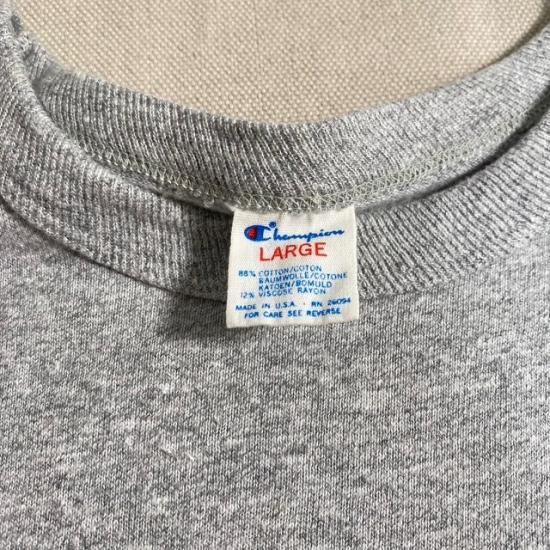 Champion
LARGE
88% COTTON/COTON
BAUMWOLLE/COTONE
KATOEN/BOMULD
12% VISCOSE RAYON
MADE IN U.S.A. · RN 26094
FOR CARE SEE REVERSE